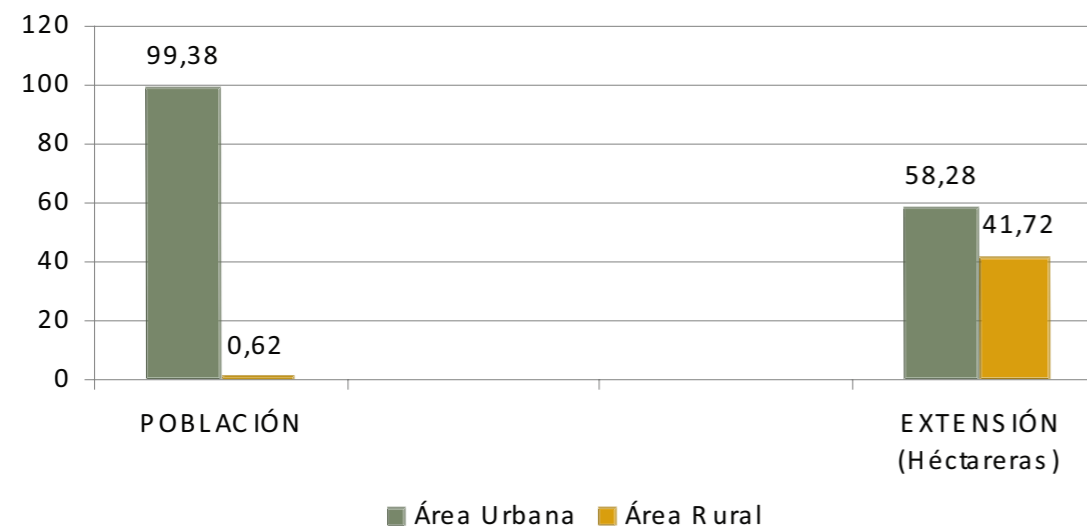 120
99,38
100
80
58,28
60
41,72
40
20
0,62
0
POBLACIÓN
EXTENSIÓN
(Héctareras)
Área Urbana Área Rural